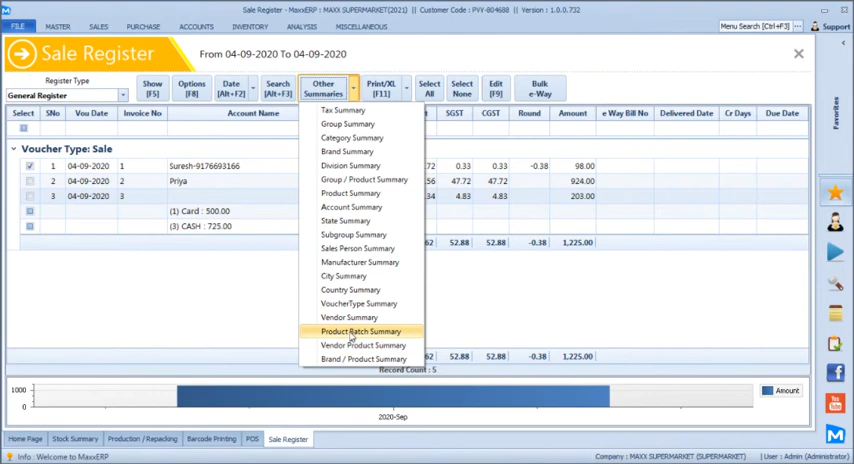 Sale Register - MaxxERP : MAXX SUPERMARKET(2021) || Customer Code : PVY-804688 || Version : 1.0.0.732
FILE MASTER SALES PURCHASE ACCOUNTS INVENTORY ANALYSIS MISCELLANEOUS Menu Search [Ctrl+F3] ... Support
Sale Register From 04-09-2020 To 04-09-2020
Register Type
General Register
Show [F5]
Options [F8]
Date [Alt+F2]
Search [Alt+F3]
Other Summaries
Print/XL [F11]
Select All
Select None
Edit [F9]
Bulk e-Way
Favorites
Select SNo Vou Date Invoice No Account Name SGST CGST Round Amount e Way Bill No Delivered Date Cr Days Due Date
Voucher Type: Sale
1 04-09-2020 1 Suresh-9176693166 .72 0.33 0.33 -0.38 98.00
2 04-09-2020 2 Priya .56 47.72 47.72 924.00
3 04-09-2020 3 .34 4.83 4.83 203.00
(1) Card : 500.00
(3) CASH : 725.00
.62 52.88 52.88 -0.38 1,225.00
Tax Summary
Group Summary
Category Summary
Brand Summary
Division Summary
Group / Product Summary
Product Summary
Account Summary
State Summary
Subgroup Summary
Sales Person Summary
Manufacturer Summary
City Summary
Country Summary
VoucherType Summary
Vendor Summary
Product Batch Summary
Vendor Product Summary
Brand / Product Summary
.62 52.88 52.88 -0.38 1,225.00
Record Count : 5
1000
0
2020-Sep
Amount
Home Page Stock Summary Production / Repacking Barcode Printing POS Sale Register
Info : Welcome to MaxxERP Company : MAXX SUPERMARKET (SUPERMARKET) User : Admin (Administrator)